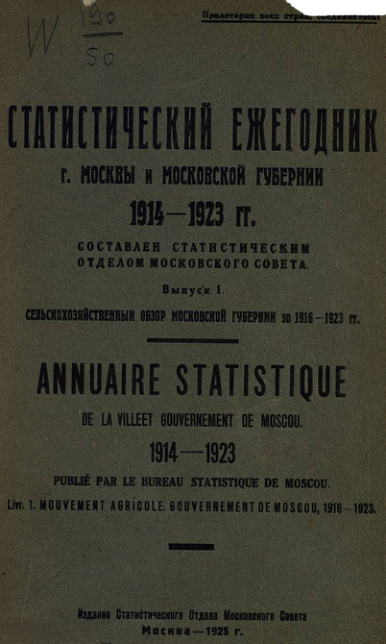 W 190
50
Пролетарии всех стран, соединяйтесь!
СТАТИСТИЧЕСКИЙ ЕЖЕГОДНИК
г. МОСКВЫ и МОСКОВСКОЙ ГУБЕРНИИ
1914—1923 гг.
СОСТАВЛЕН СТАТИСТИЧЕСКИМ
ОТДЕЛОМ МОСКОВСКОГО СОВЕТА.
Выпуск 1.
СЕЛЬСКОХОЗЯЙСТВЕННЫЙ ОБЗОР МОСКОВСКОЙ ГУБЕРНИИ за 1916—1923 гг.
ANNUAIRE STATISTIQUE
DE LA VILLEET GOUVERNEMENT DE MOSCOU.
1914—1923
PUBLIÉ PAR LE BUREAU STATISTIQUE DE MOSCOU.
Livr. 1. MOUVEMENT AGRICOLE. GOUVERNEMENT DE MOSCOU, 1916—1923.
Издание Статистического Отдела Московского Совета
Москва—1925 г.